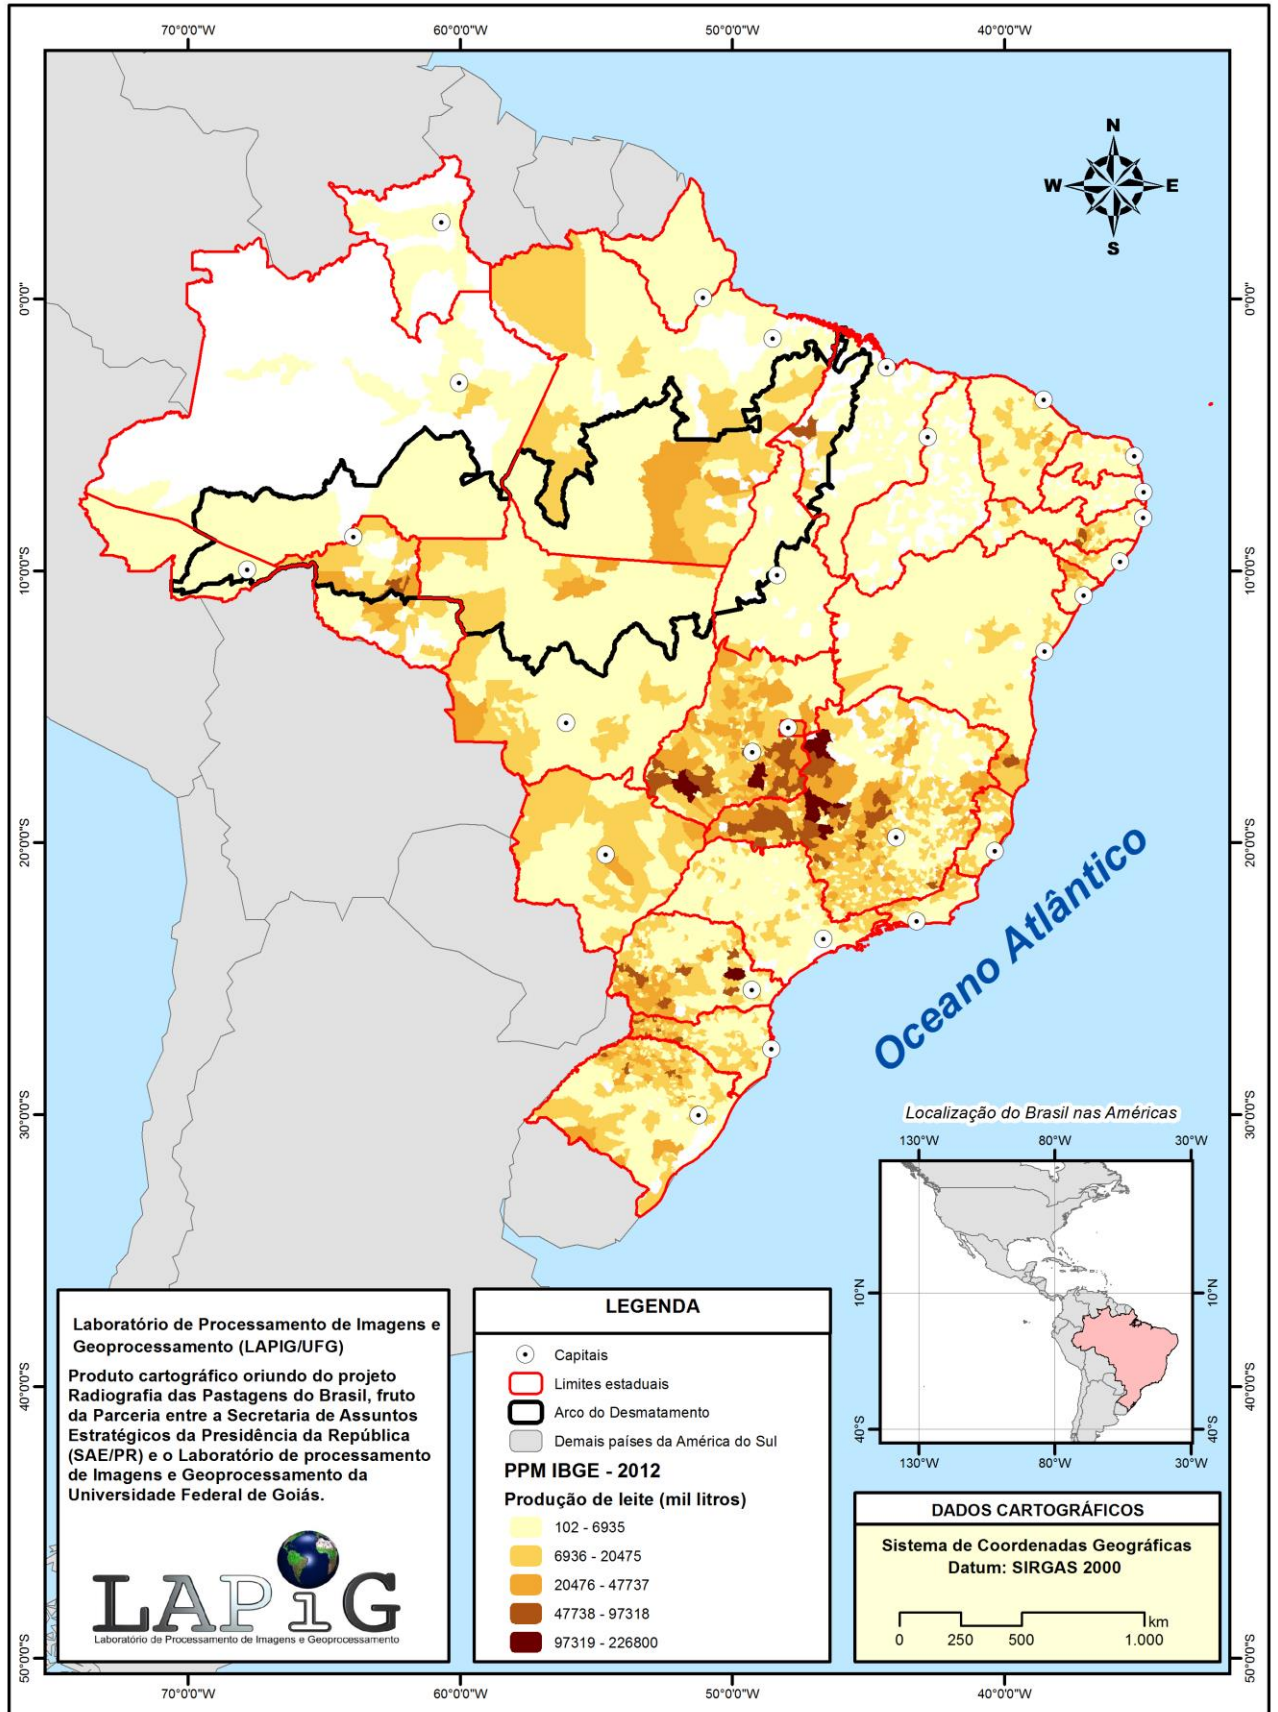 70°0'0"W 60°0'0"W 50°0'0"W 40°0'0"W
N
W E
S
0°0'0"
0°0'0"
10°0'0"S
10°0'0"S
20°0'0"S
20°0'0"S
Oceano Atlântico
30°0'0"S
30°0'0"S
Localização do Brasil nas Américas
130°W 80°W 30°W
10°N
10°N
40°S
40°S
130°W 80°W 30°W
40°0'0"S
40°0'0"S
Laboratório de Processamento de Imagens e
Geoprocessamento (LAPIG/UFG)
Produto cartográfico oriundo do projeto
Radiografia das Pastagens do Brasil, fruto
da Parceria entre a Secretaria de Assuntos
Estratégicos da Presidência da República
(SAE/PR) e o Laboratório de processamento
de Imagens e Geoprocessamento da
Universidade Federal de Goiás.
LAPiG
Laboratório de Processamento de Imagens e Geoprocessamento
LEGENDA
Capitais
Limites estaduais
Arco do Desmatamento
Demais países da América do Sul
PPM IBGE - 2012
Produção de leite (mil litros)
102 - 6935
6936 - 20475
20476 - 47737
47738 - 97318
97319 - 226800
DADOS CARTOGRÁFICOS
Sistema de Coordenadas Geográficas
Datum: SIRGAS 2000
km
0 250 500 1.000
50°0'0"S
50°0'0"S
70°0'0"W 60°0'0"W 50°0'0"W 40°0'0"W